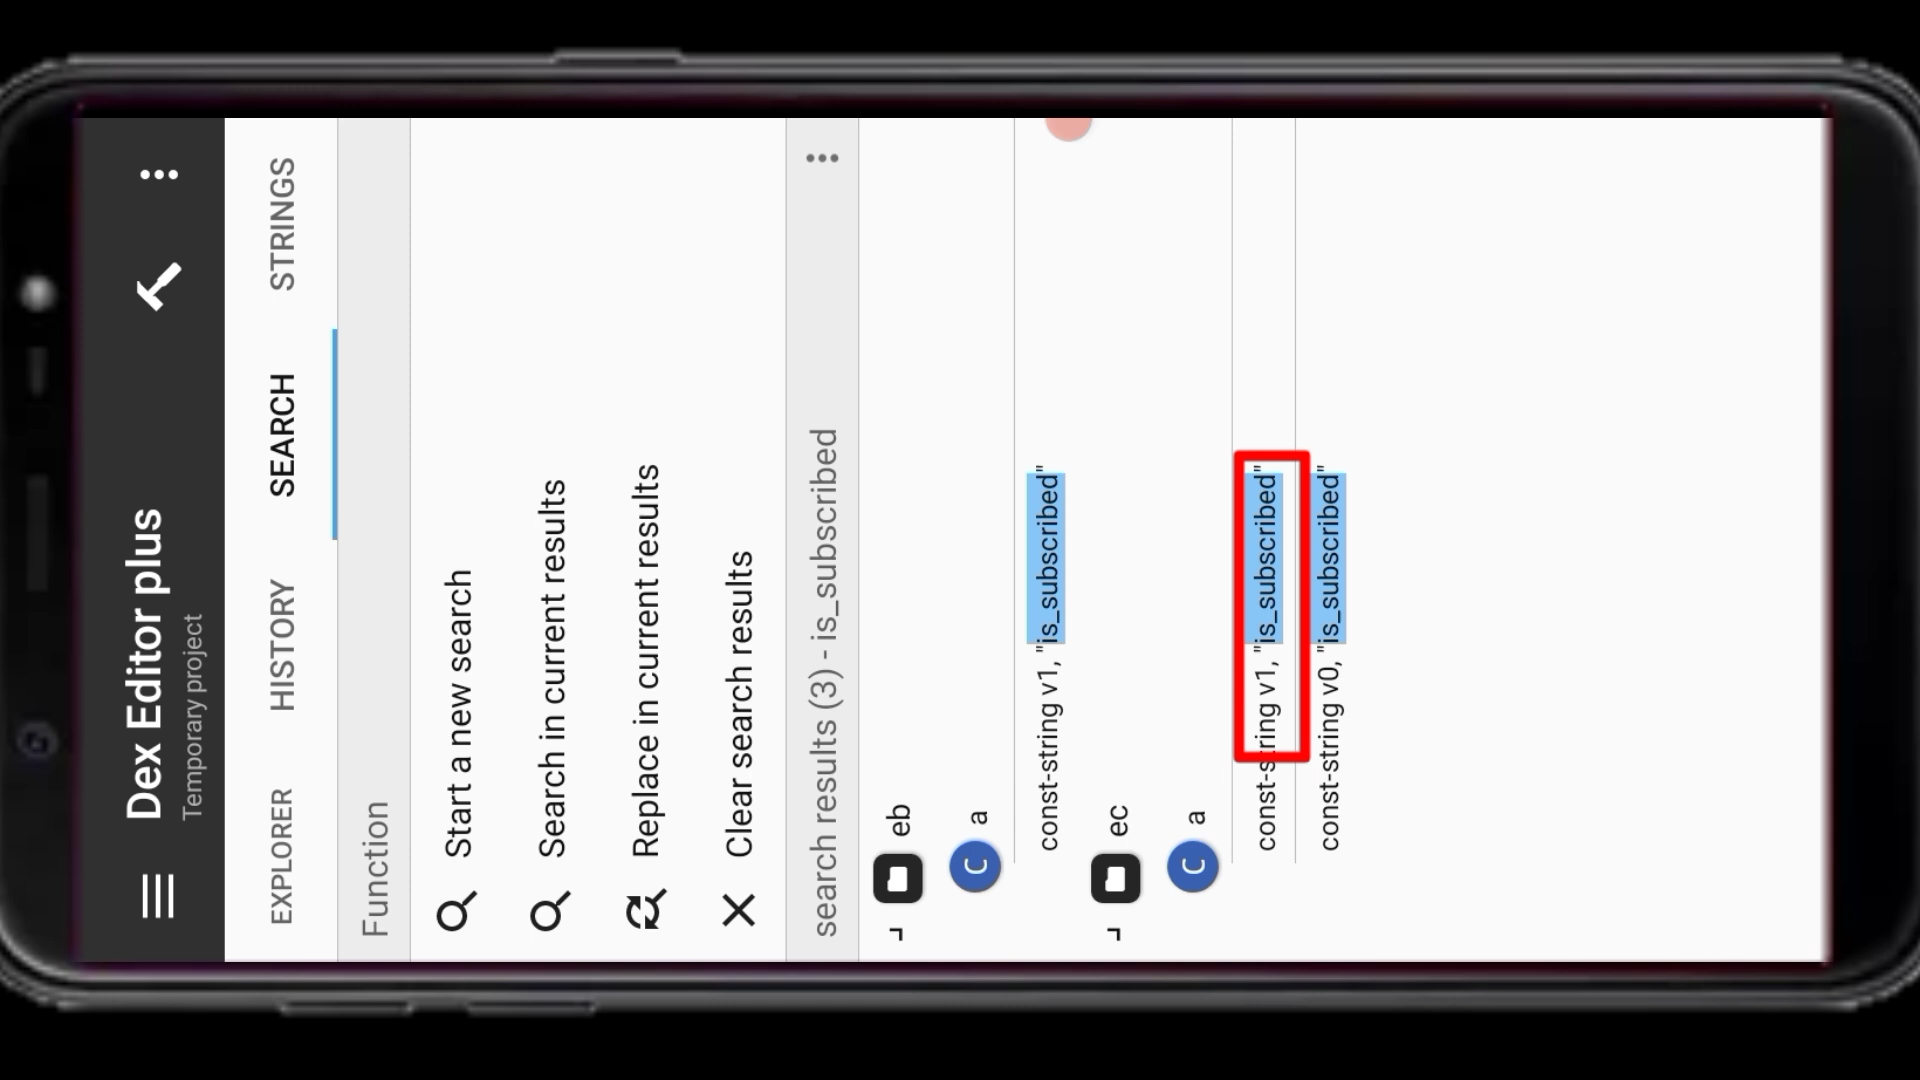 Dex Editor plus
Temporary project
EXPLORER HISTORY SEARCH STRINGS
Function
Start a new search
Search in current results
Replace in current results
Clear search results
search results (3) - is_subscribed
eb
C a
const-string v1, "is_subscribed"
ec
C a
const-string v1, "is_subscribed"
const-string v0, "is_subscribed"